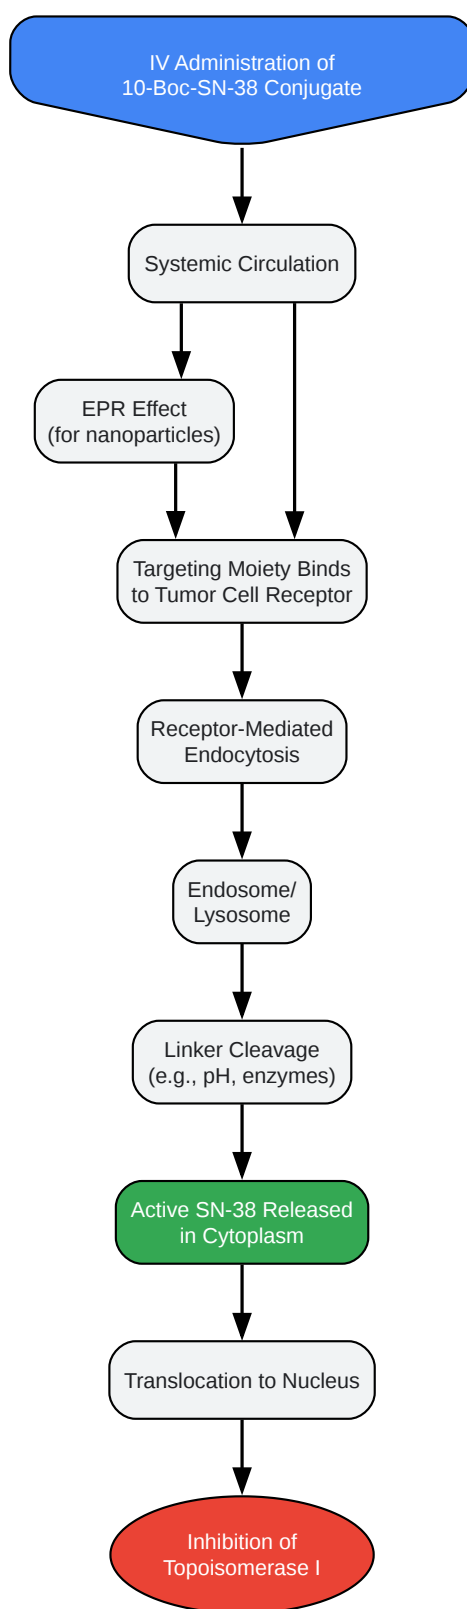 IV Administration of
10-Boc-SN-38 Conjugate
Systemic Circulation
EPR Effect
(for nanoparticles)
Targeting Moiety Binds
to Tumor Cell Receptor
Receptor-Mediated
Endocytosis
Endosome/
Lysosome
Linker Cleavage
(e.g., pH, enzymes)
Active SN-38 Released
in Cytoplasm
Translocation to Nucleus
Inhibition of
Topoisomerase I